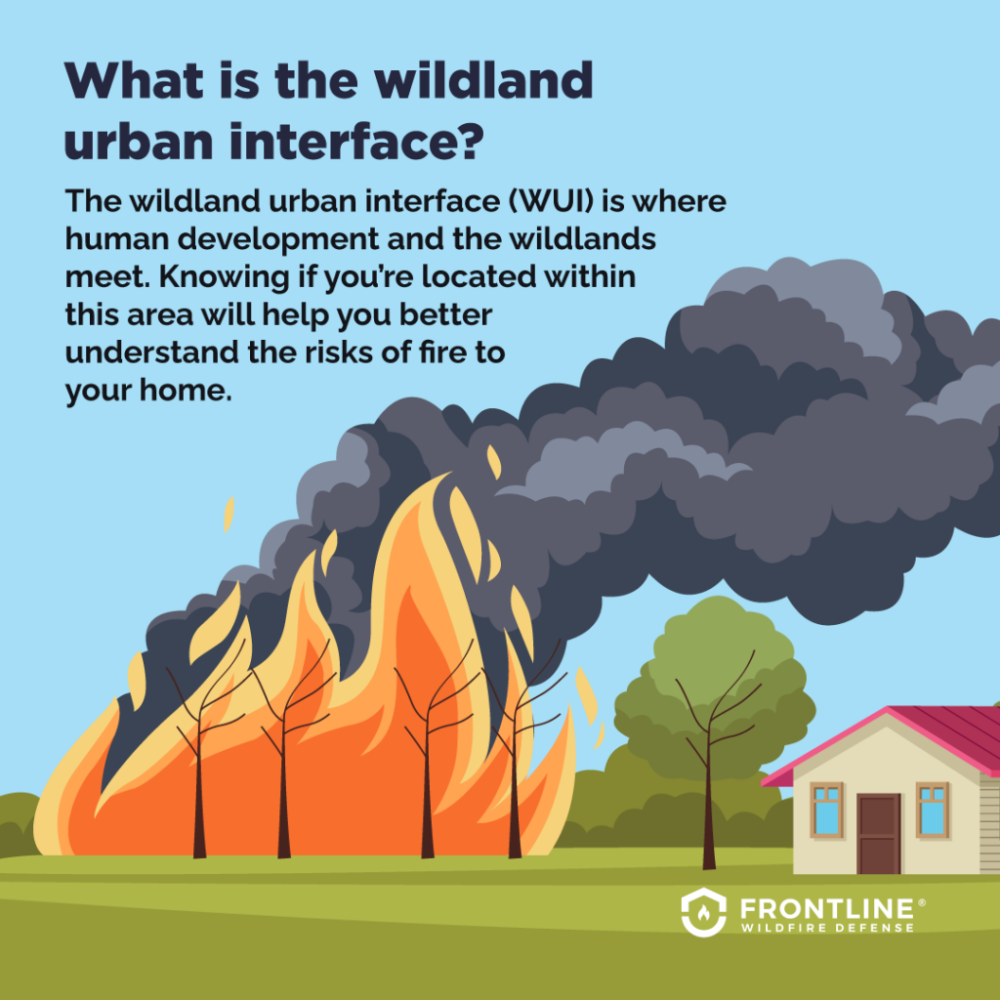 What is the wildland
urban interface?
The wildland urban interface (WUI) is where
human development and the wildlands
meet. Knowing if you’re located within
this area will help you better
understand the risks of fire to
your home.
FRONTLINE®
WILDFIRE DEFENSE